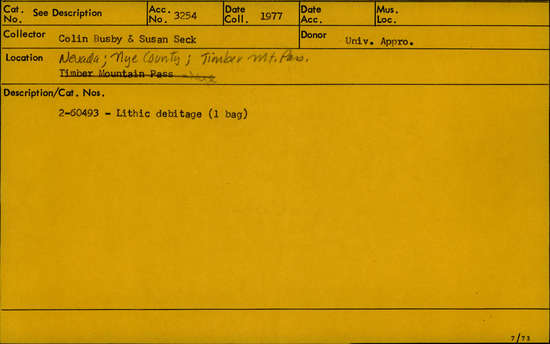 Cat. No. See Description Acc. No. 3254 Date Coll. 1977 Date Acc. Mus. Loc.
Collector Colin Busby & Susan Seck Donor Univ. Appro.
Location Nevada; Nye County; Timber Mt. Pass.
Timber Mountain Pass
Description/Cat. Nos.
2-60493 - Lithic debitage (1 bag)
7/73